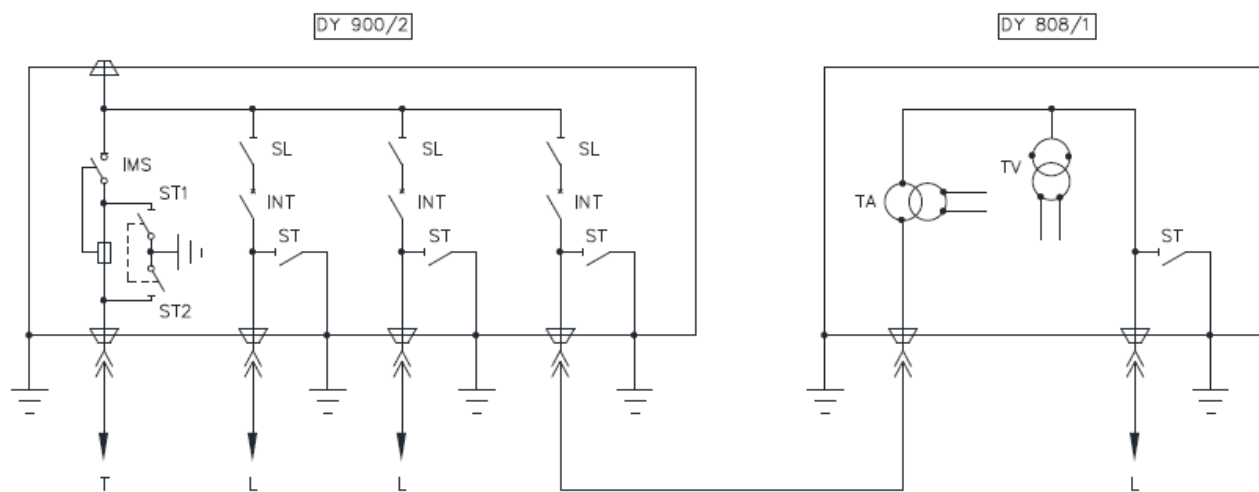 DY 900/2
DY 808/1
IMS
SL
SL
SL
ST1
INT
INT
INT
TA
TV
ST
ST
ST
ST
ST2
T
L
L
L